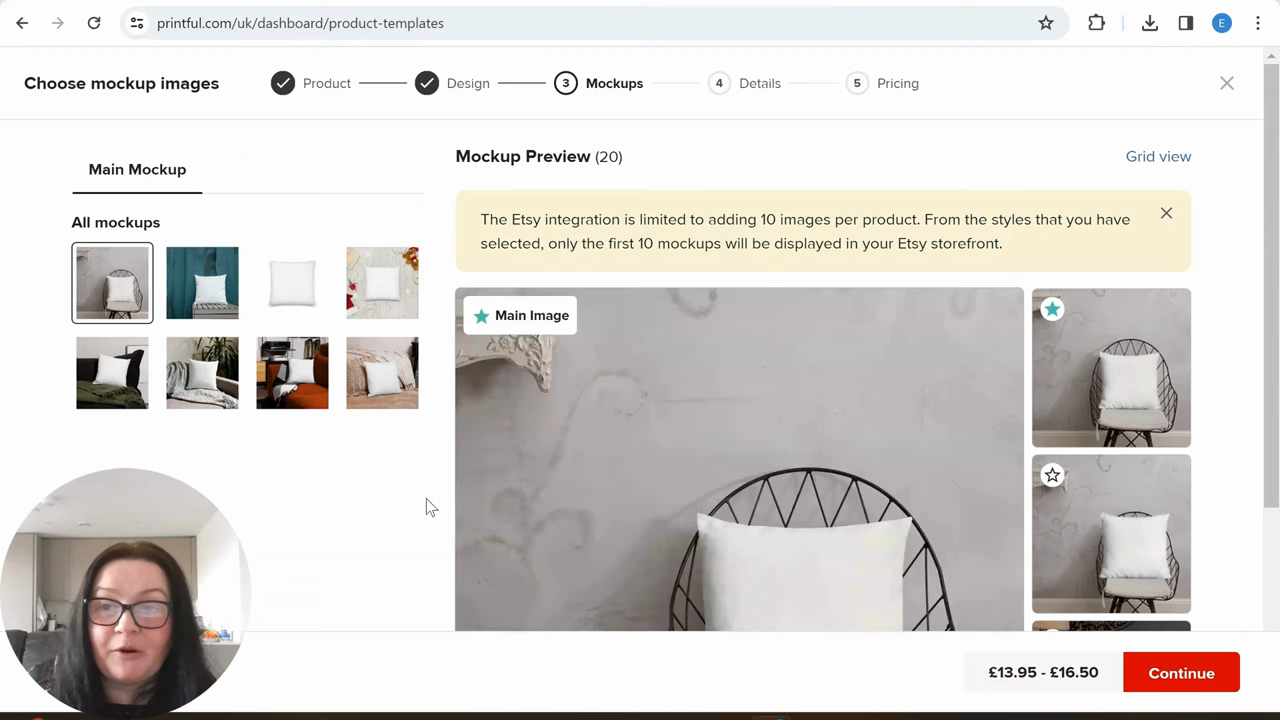 printful.com/uk/dashboard/product-templates
E
Choose mockup images
Product
Design
3 Mockups
4 Details
5 Pricing
Main Mockup
All mockups
Mockup Preview (20)
Grid view
The Etsy integration is limited to adding 10 images per product. From the styles that you have
selected, only the first 10 mockups will be displayed in your Etsy storefront.
Main Image
£13.95 - £16.50
Continue